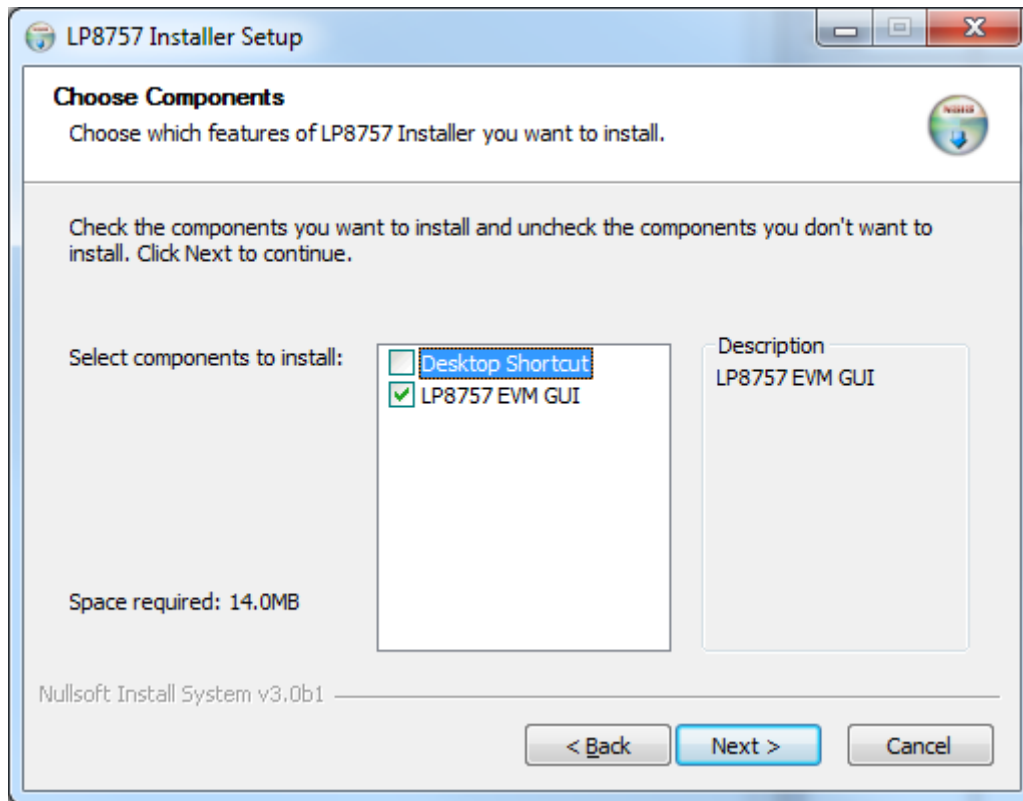 LP8757 Installer Setup
Choose Components
Choose which features of LP8757 Installer you want to install.
Check the components you want to install and uncheck the components you don't want to
install. Click Next to continue.
Select components to install:
Desktop Shortcut
LP8757 EVM GUI
Description
LP8757 EVM GUI
Space required: 14.0MB
Nullsoft Install System v3.0b1
< Back
Next >
Cancel